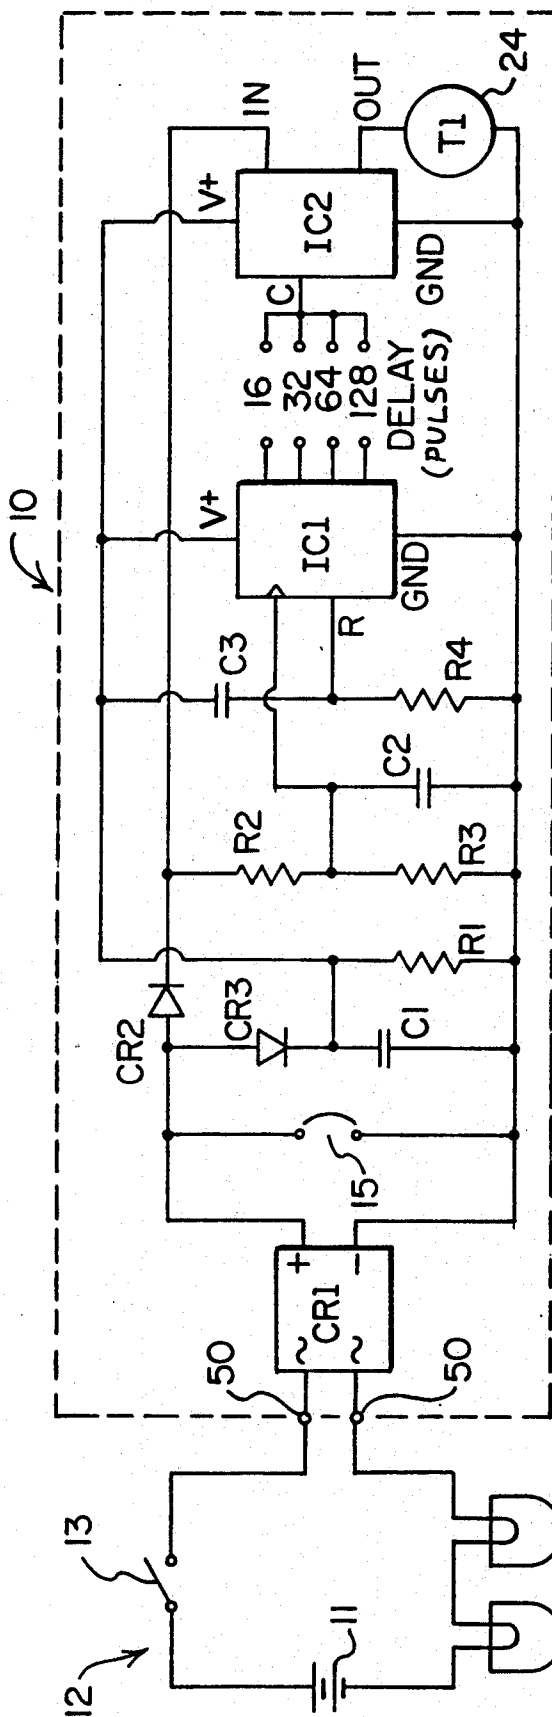 10
12
13
11
50
50
CR1
~
~
+
−
15
CR2
CR3
C1
R1
R2
R3
C2
C3
R4
R
V+
IC1
GND
16
32
64
128
DELAY
(PULSES)
C
V+
IC2
GND
IN
OUT
T1
24